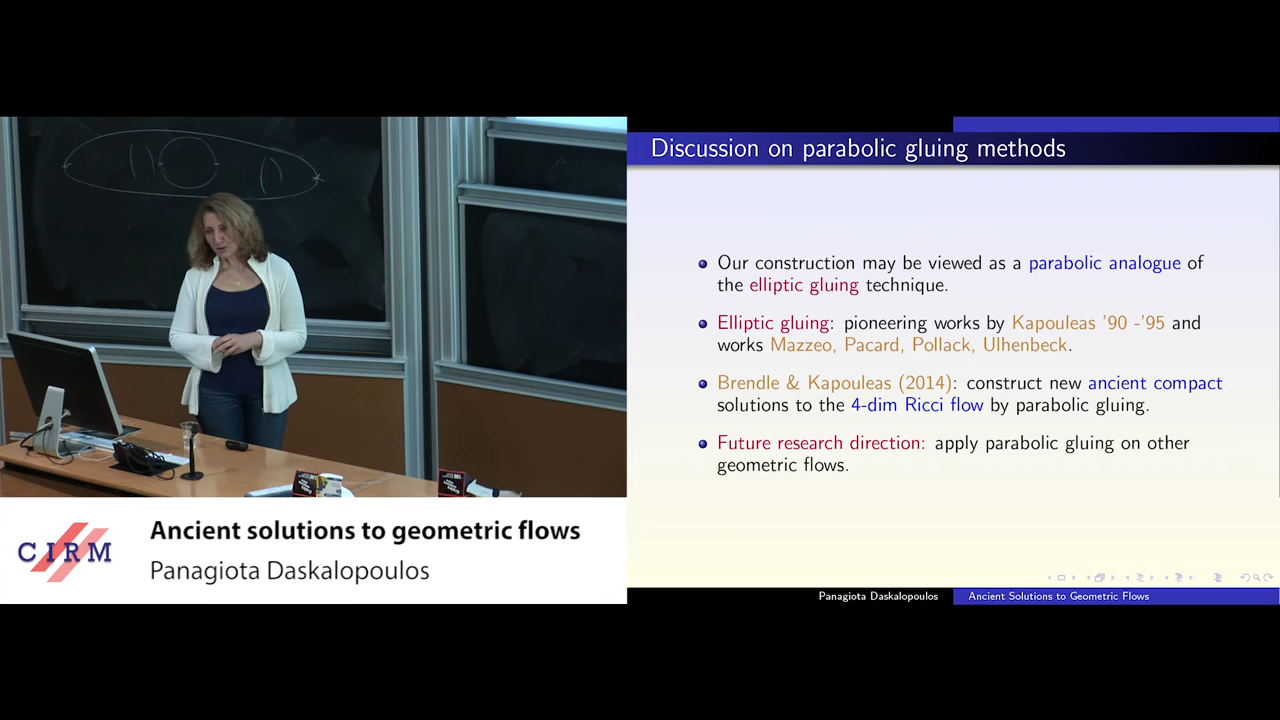 CIRM
Ancient solutions to geometric flows
Panagiota Daskalopoulos
Discussion on parabolic gluing methods
Our construction may be viewed as a parabolic analogue of
the elliptic gluing technique.
Elliptic gluing: pioneering works by Kapouleas '90 -'95 and
works Mazzeo, Pacard, Pollack, Ulhenbeck.
Brendle & Kapouleas (2014): construct new ancient compact
solutions to the 4-dim Ricci flow by parabolic gluing.
Future research direction: apply parabolic gluing on other
geometric flows.
Panagiota Daskalopoulos
Ancient Solutions to Geometric Flows